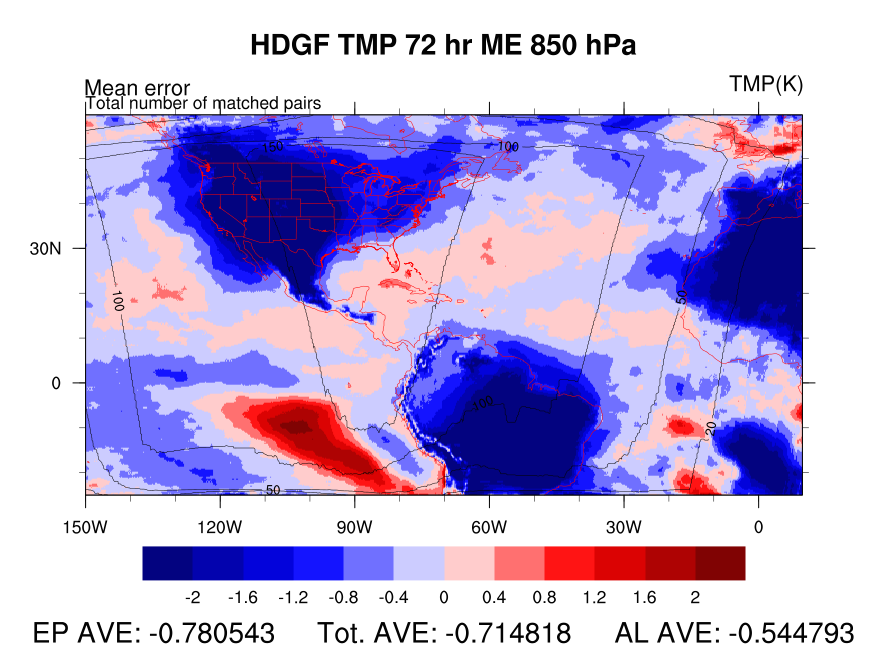 HDGF TMP 72 hr ME 850 hPa
Mean error
TMP(K)
Total number of matched pairs
150
100
30N
100
50
0
100
20
50
150W 120W 90W 60W 30W 0
-2 -1.6 -1.2 -0.8 -0.4 0 0.4 0.8 1.2 1.6 2
EP AVE: -0.780543 Tot. AVE: -0.714818 AL AVE: -0.544793